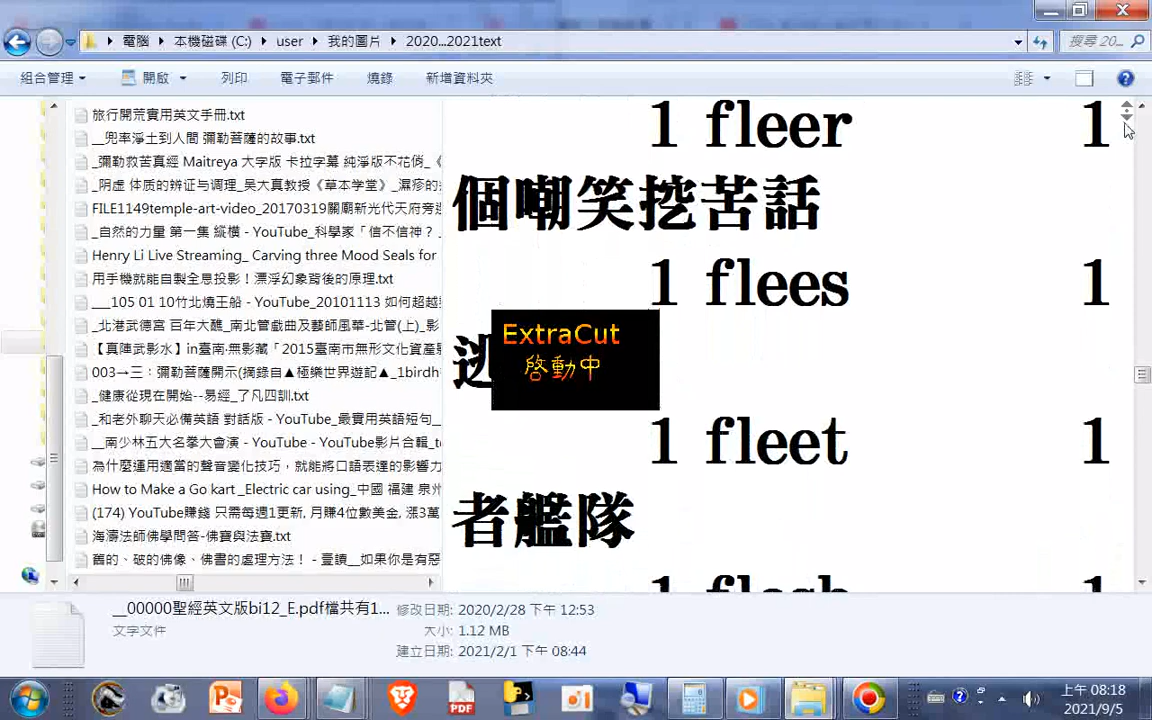 電腦 ▸ 本機磁碟 (C:) ▸ user ▸ 我的圖片 ▸ 2020...2021text
搜尋 20...
組合管理 開啟 列印 電子郵件 燒錄 新增資料夾
旅行開荒實用英文手冊.txt
__兜率淨土到人間 彌勒菩薩的故事.txt
_彌勒救苦真經 Maitreya 大字版 卡拉字幕 純淨版不花俏_《
_阴虚 体质的辨证与调理_吴大真教授《草本学堂》_濕疹的
FILE1149temple-art-video_20170319關廟新光代天府旁邊
_自然的力量 第一集 縱橫 - YouTube_科學家「信不信神？」
Henry Li Live Streaming_ Carving three Mood Seals for
用手機就能自製全息投影！漂浮幻象背後的原理.txt
___105 01 10竹北燒王船 - YouTube_20101113 如何超越
_北港武德宮 百年大醮_南北管戲曲及藝師風華-北管(上)_影
【真陣武影水】in臺南·無影藏「2015臺南市無形文化資產
003→三：彌勒菩薩開示(摘錄自▲極樂世界遊記▲_1birdh
_健康從現在開始--易經_了凡四訓.txt
_和老外聊天必備英語 對話版 - YouTube_最實用英語短句
__南少林五大名拳大會演 - YouTube - YouTube影片合輯_t
為什麼運用適當的聲音變化技巧，就能將口語表達的影響力
How to Make a Go kart _Electric car using_中國 福建 泉州
(174) YouTube賺錢 只需每週1更新, 月賺4位數美金, 漲3萬
海濤法師佛學問答-佛寶與法寶.txt
舊的、破的佛像、佛書的處理方法！ - 壹讀__如果你是有惡
1 fleer 1
個嘲笑挖苦話
1 flees 1
逃
ExtraCut
啓動中
1 fleet 1
者艦隊
1 flesh 1
__00000聖經英文版bi12_E.pdf檔共有1...
文字文件
修改日期: 2020/2/28 下午 12:53
大小: 1.12 MB
建立日期: 2021/2/1 下午 08:44
PDF
上午 08:18
2021/9/5